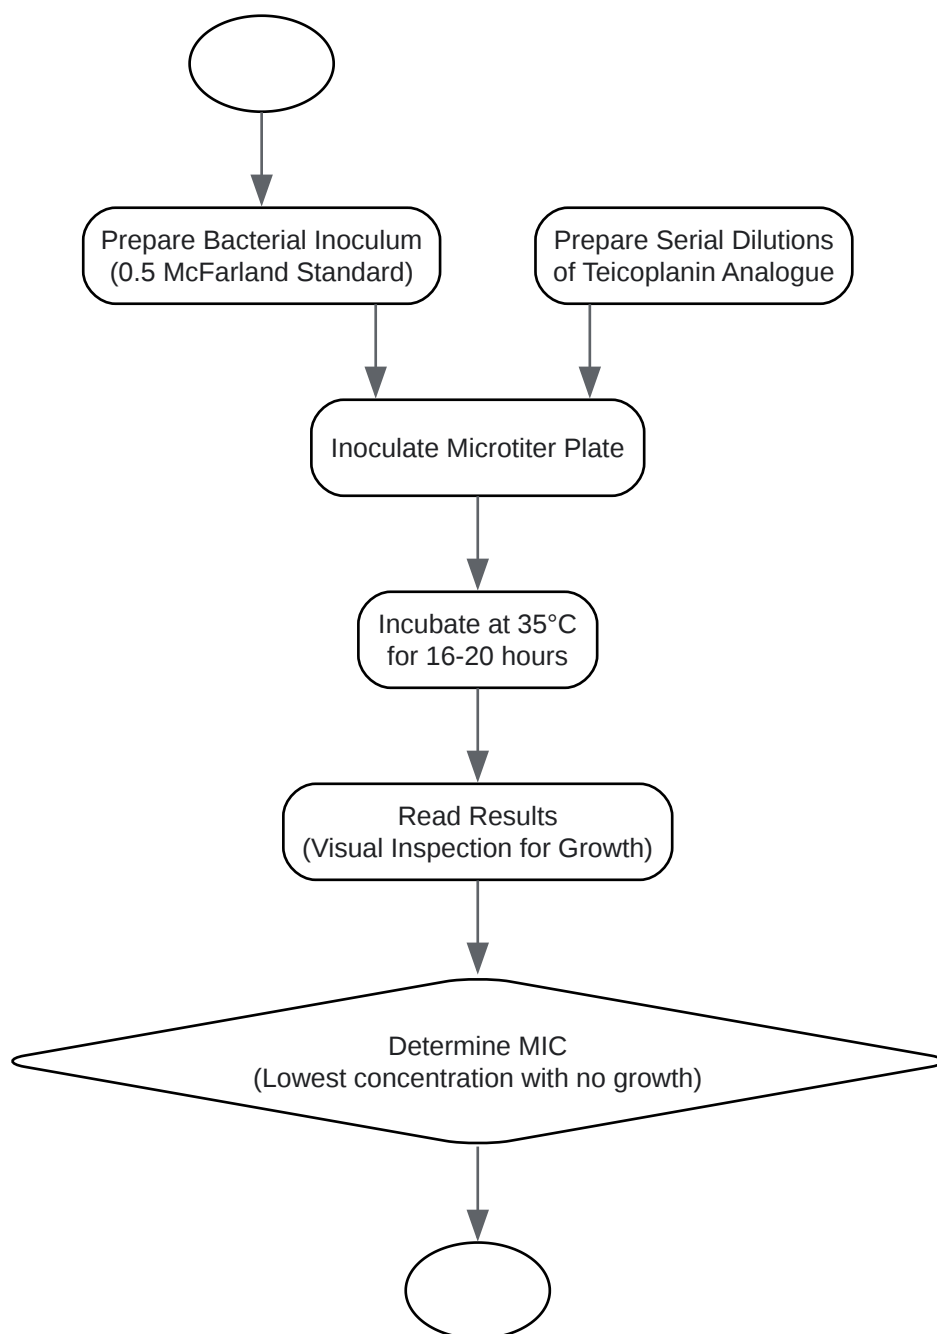 Prepare Bacterial Inoculum
(0.5 McFarland Standard)
Prepare Serial Dilutions
of Teicoplanin Analogue
Inoculate Microtiter Plate
Incubate at 35°C
for 16-20 hours
Read Results
(Visual Inspection for Growth)
Determine MIC
(Lowest concentration with no growth)